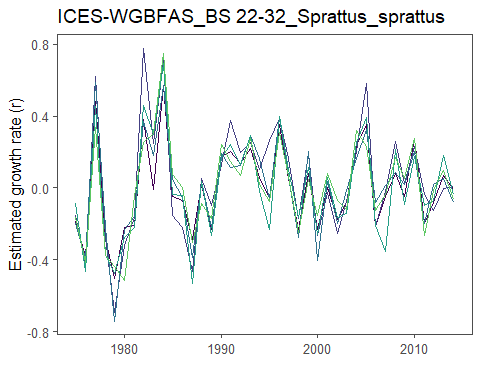 ICES-WGBFAS_BS 22-32_Sprattus_sprattus
Estimated growth rate (r)
0.8
0.4
0.0
-0.4
-0.8
1980 1990 2000 2010